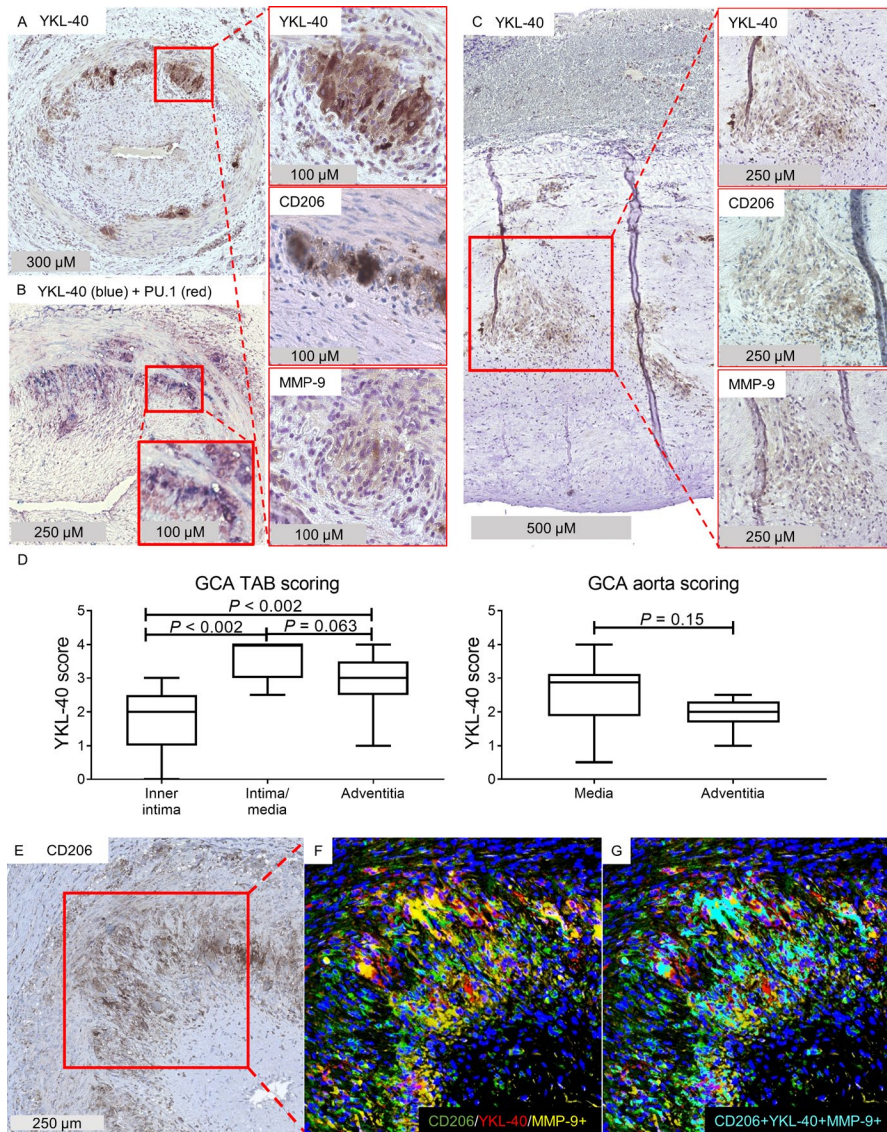 A YKL-40
300 µM
YKL-40
100 µM
CD206
100 µM
MMP-9
100 µM
B YKL-40 (blue) + PU.1 (red)
250 µM
100 µM
C YKL-40
500 µM
YKL-40
250 µM
CD206
250 µM
MMP-9
250 µM
D
GCA TAB scoring
P < 0.002
P < 0.002
P = 0.063
YKL-40 score
5
4
3
2
1
0
Inner
intima
Intima/
media
Adventitia
GCA aorta scoring
P = 0.15
YKL-40 score
5
4
3
2
1
0
Media
Adventitia
E CD206
250 µm
F
CD206/YKL-40/MMP-9+
G
CD206+YKL-40+MMP-9+